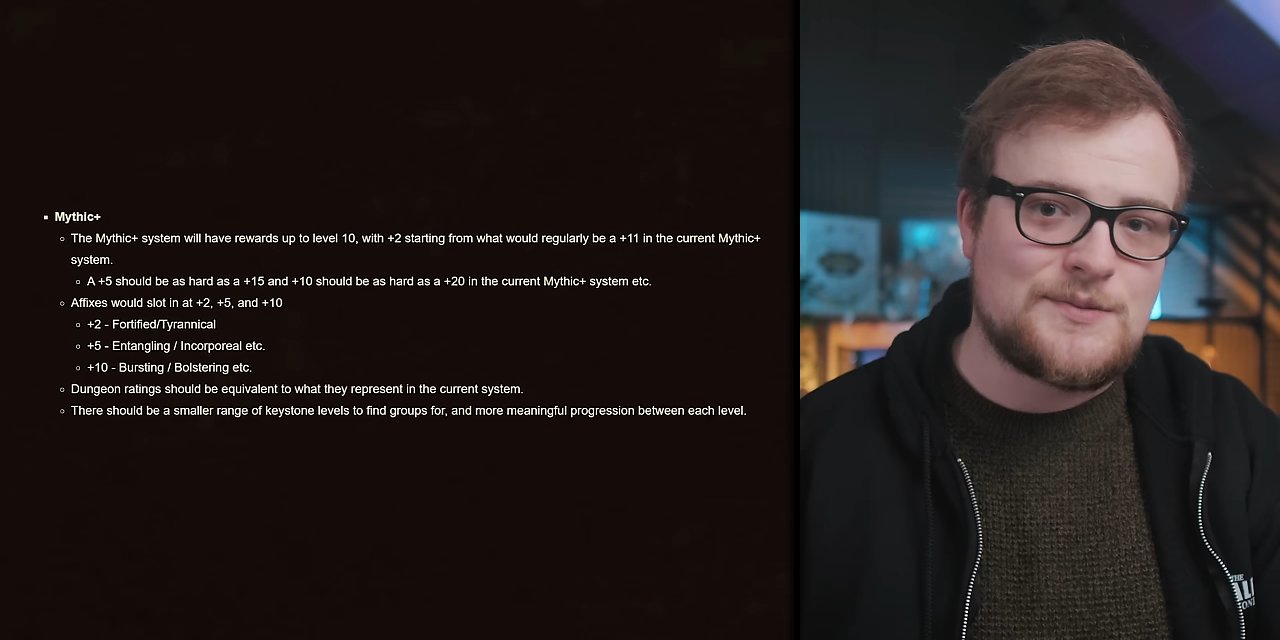 Mythic+
The Mythic+ system will have rewards up to level 10, with +2 starting from what would regularly be a +11 in the current Mythic+
system.
A +5 should be as hard as a +15 and +10 should be as hard as a +20 in the current Mythic+ system etc.
Affixes would slot in at +2, +5, and +10
+2 - Fortified/Tyrannical
+5 - Entangling / Incorporeal etc.
+10 - Bursting / Bolstering etc.
Dungeon ratings should be equivalent to what they represent in the current system.
There should be a smaller range of keystone levels to find groups for, and more meaningful progression between each level.
THE